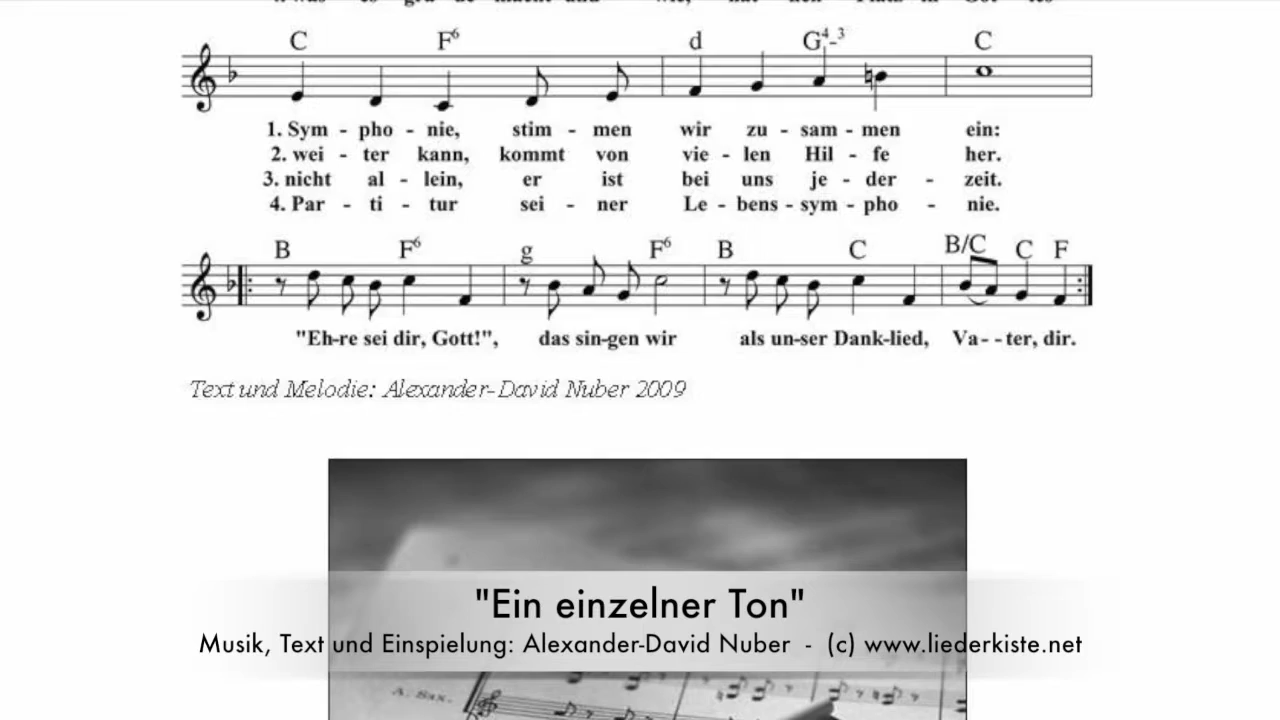 C F6 d G4-3 C
1. Sym - pho - nie, stim - men wir zu - sam - men ein:
2. wei - ter kann, kommt von vie - len Hil - fe her.
3. nicht al - lein, er ist bei uns je - der - zeit.
4. Par - ti - tur sei - ner Le - bens - sym - pho - nie.
B F6 g F6 B C B/C C F
"Eh-re sei dir, Gott!", das sin-gen wir als un-ser Dank-lied, Va--ter, dir.
Text und Melodie: Alexander-David Nuber 2009
"Ein einzelner Ton"
Musik, Text und Einspielung: Alexander-David Nuber - (c) www.liederkiste.net
A. Sax.